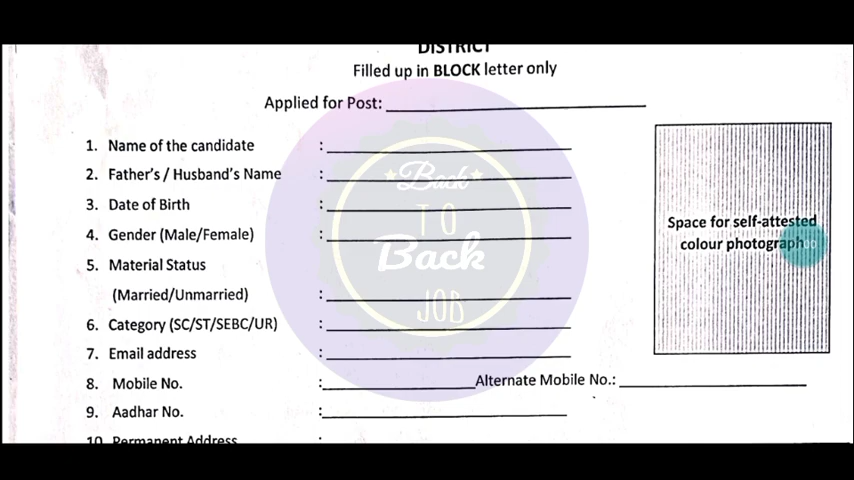 DISTRICT
Filled up in BLOCK letter only
Applied for Post:
1. Name of the candidate :
2. Father's / Husband's Name :
3. Date of Birth :
4. Gender (Male/Female) :
5. Material Status
(Married/Unmarried) :
6. Category (SC/ST/SEBC/UR) :
7. Email address :
8. Mobile No. : Alternate Mobile No.:
9. Aadhar No. :
10. Permanent Address :
Space for self-attested
colour photograph
Back
TO
Back
JOB